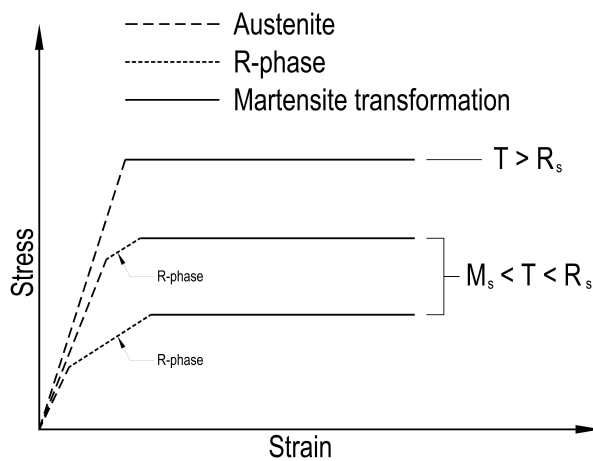 Austenite
R-phase
Martensite transformation
T > Rs
Stress
R-phase
Ms < T < Rs
R-phase
Strain